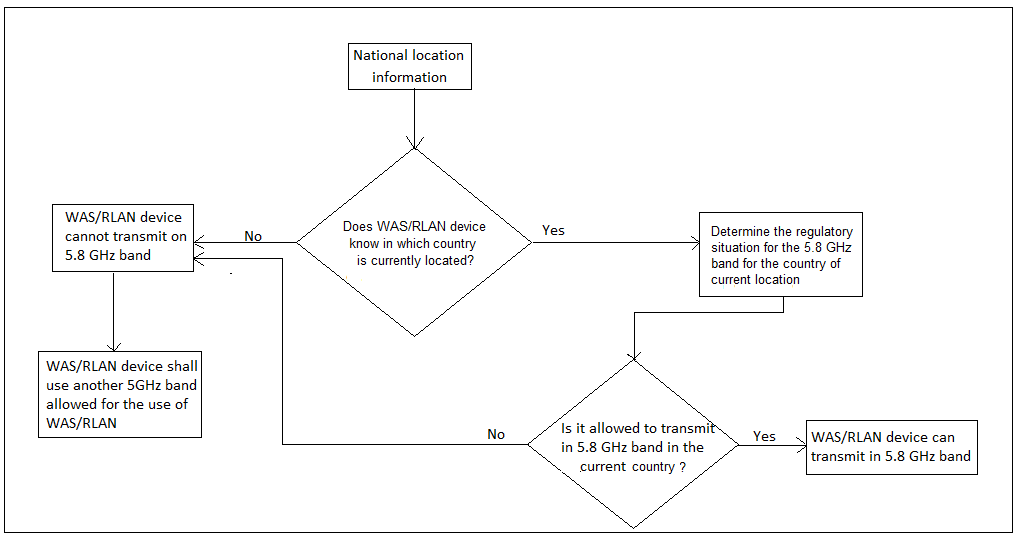 National location
information
Does WAS/RLAN device
know in which country
is currently located?
No
Yes
WAS/RLAN device
cannot transmit on
5.8 GHz band
Determine the regulatory
situation for the 5.8 GHz
band for the country of
current location
WAS/RLAN device shall
use another 5GHz band
allowed for the use of
WAS/RLAN
Is it allowed to transmit
in 5.8 GHz band in the
current country ?
No
Yes
WAS/RLAN device can
transmit in 5.8 GHz band